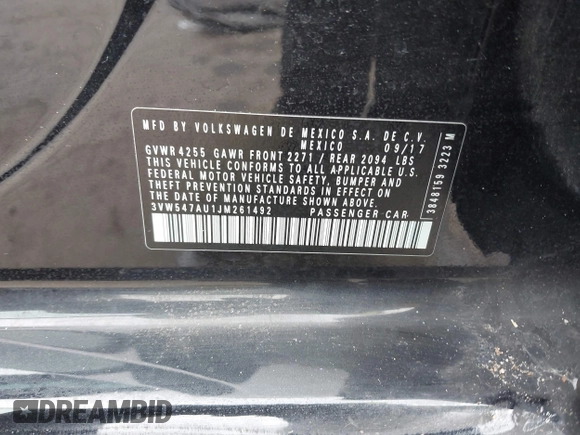 MFD BY VOLKSWAGEN DE MEXICO S.A. DE C.V.
MEXICO 09/17
GVWR 4255 GAWR FRONT 2271 / REAR 2094 LBS
THIS VEHICLE CONFORMS TO ALL APPLICABLE U.S.
FEDERAL MOTOR VEHICLE SAFETY, BUMPER AND
THEFT PREVENTION STANDARDS IN EFFECT ON
THE DATE OF MANUFACTURE SHOWN ABOVE.
3VW547AU1JM261492 PASSENGER CAR
3848159 3223 M
DREAMBID